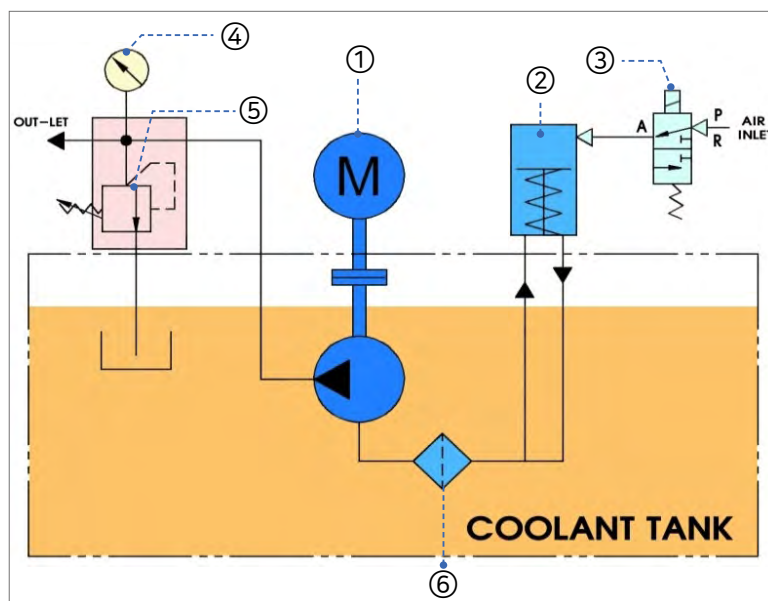 ④
①
③
②
⑤
OUT-LET
A
P
R
AIR
INLET
M
COOLANT TANK
⑥